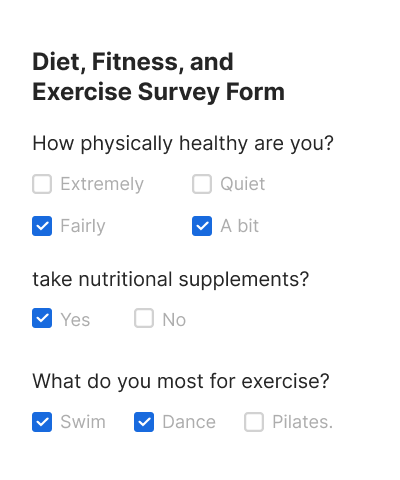 Diet, Fitness, and
Exercise Survey Form
How physically healthy are you?
Extremely Quiet
Fairly A bit
take nutritional supplements?
Yes No
What do you most for exercise?
Swim Dance Pilates.